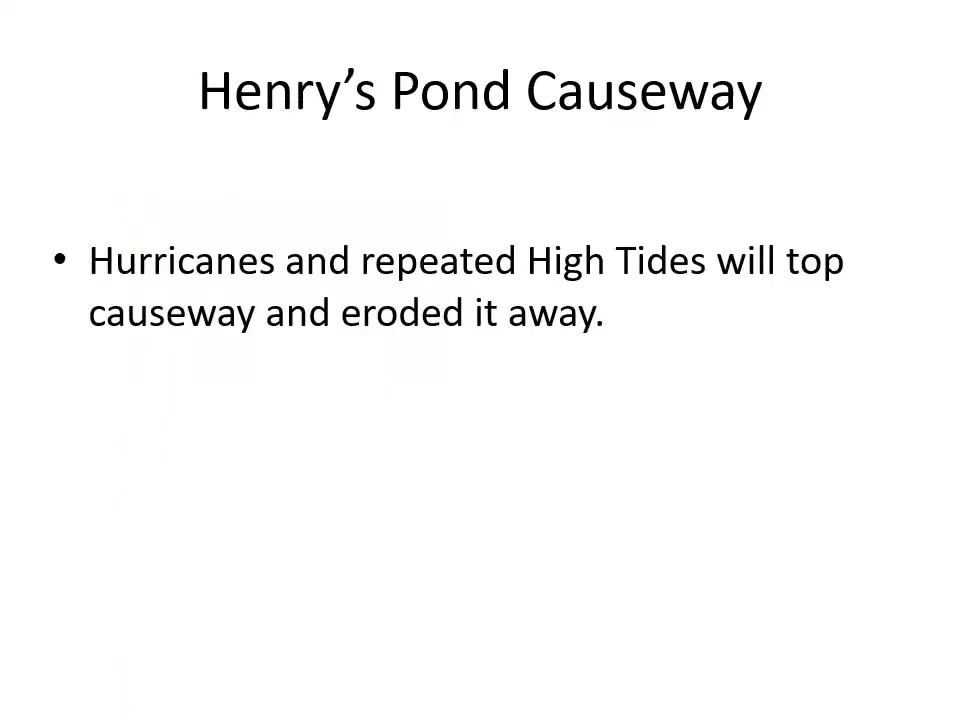 Henry’s Pond Causeway
• Hurricanes and repeated High Tides will top
causeway and eroded it away.